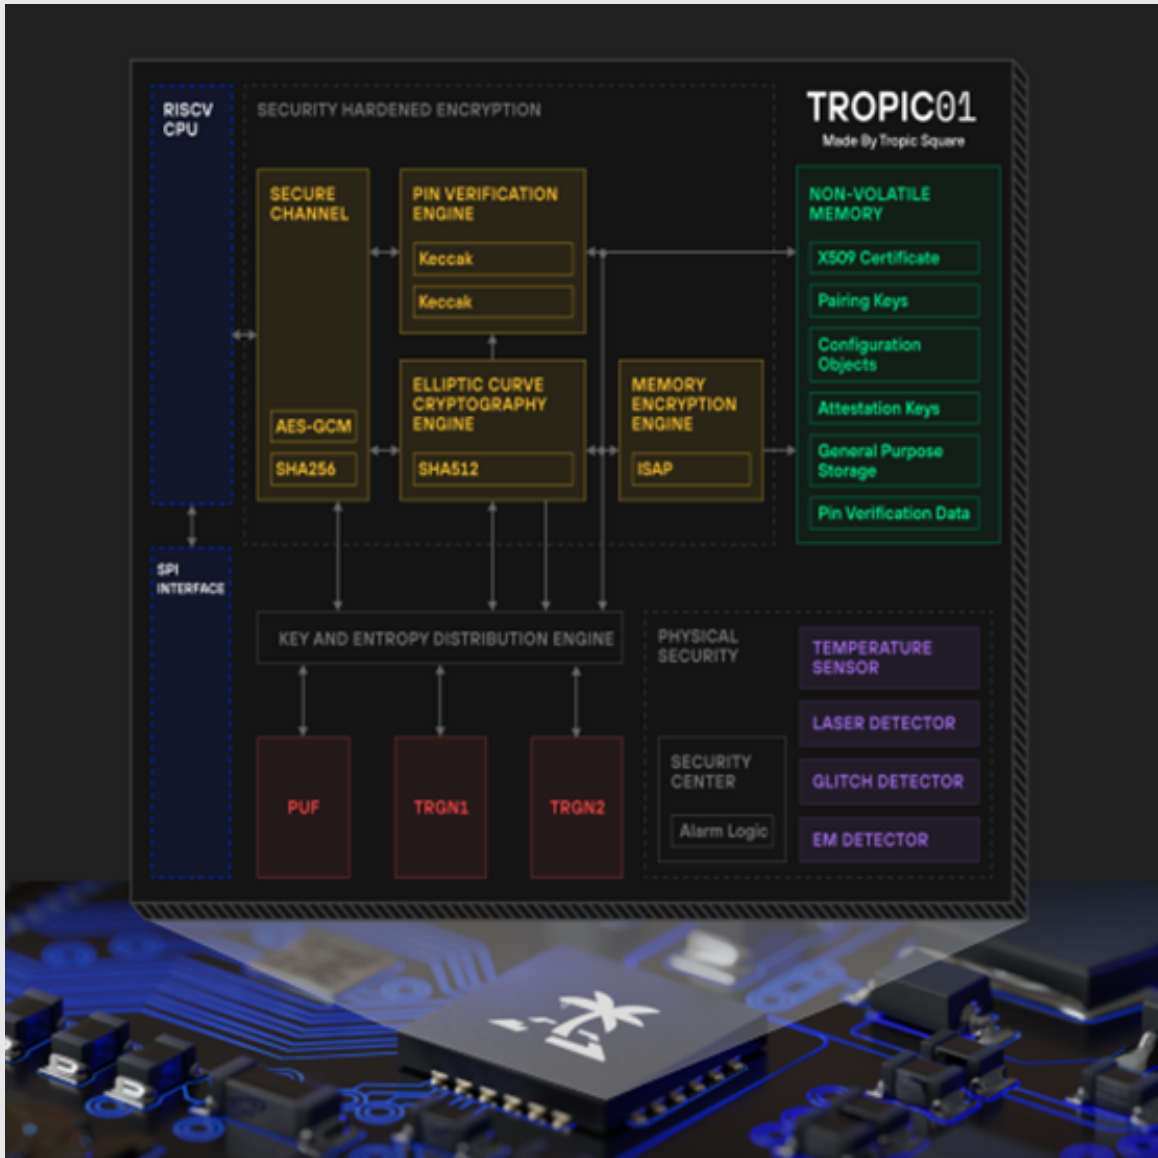 RISCV
CPU
SECURITY HARDENED ENCRYPTION
TROPIC01
Made By Tropic Square
SECURE
CHANNEL
AES-GCM
SHA256
PIN VERIFICATION
ENGINE
Keccak
Keccak
ELLIPTIC CURVE
CRYPTOGRAPHY
ENGINE
SHA512
MEMORY
ENCRYPTION
ENGINE
ISAP
NON-VOLATILE
MEMORY
X509 Certificate
Pairing Keys
Configuration
Objects
Attestation Keys
General Purpose
Storage
Pin Verification Data
SPI
INTERFACE
KEY AND ENTROPY DISTRIBUTION ENGINE
PUF
TRGN1
TRGN2
PHYSICAL
SECURITY
SECURITY
CENTER
Alarm Logic
TEMPERATURE
SENSOR
LASER DETECTOR
GLITCH DETECTOR
EM DETECTOR